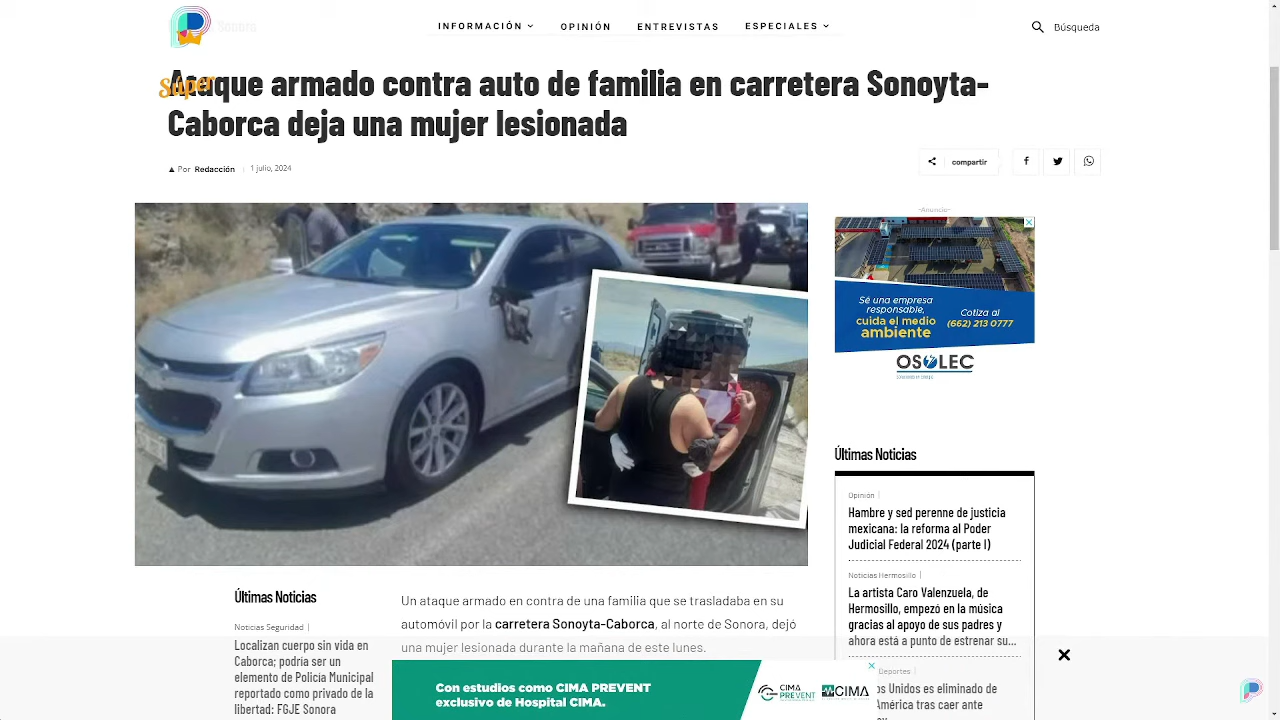 Sonora
INFORMACIÓN
OPINIÓN
ENTREVISTAS
ESPECIALES
Búsqueda
Súper
Ataque armado contra auto de familia en carretera Sonoyta-
Caborca deja una mujer lesionada
Por Redacción
1 julio, 2024
compartir
-Anuncio-
Sé una empresa
responsable,
cuida el medio
ambiente
Cotiza al
(662) 213 0777
OSOLEC
Últimas Noticias
Opinión
Hambre y sed perenne de justicia
mexicana: la reforma al Poder
Judicial Federal 2024 (parte I)
Noticias Hermosillo
La artista Caro Valenzuela, de
Hermosillo, empezó en la música
gracias al apoyo de sus padres y
ahora está a punto de estrenar su...
Deportes
os Unidos es eliminado de
América tras caer ante
Últimas Noticias
Noticias Seguridad
Localizan cuerpo sin vida en
Caborca; podría ser un
elemento de Policía Municipal
reportado como privado de la
libertad: FGJE Sonora
Un ataque armado en contra de una familia que se trasladaba en su
automóvil por la carretera Sonoyta-Caborca, al norte de Sonora, dejó
una mujer lesionada durante la mañana de este lunes.
Con estudios como CIMA PREVENT
exclusivo de Hospital CIMA.
CIMA
PREVENT
CIMA